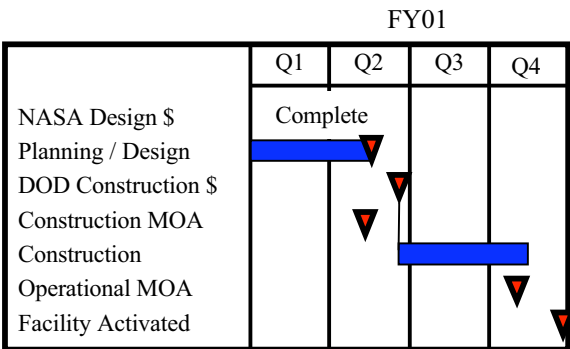 FY01
Q1 Q2 Q3 Q4
NASA Design $ Complete
Planning / Design
DOD Construction $
Construction MOA
Construction
Operational MOA
Facility Activated